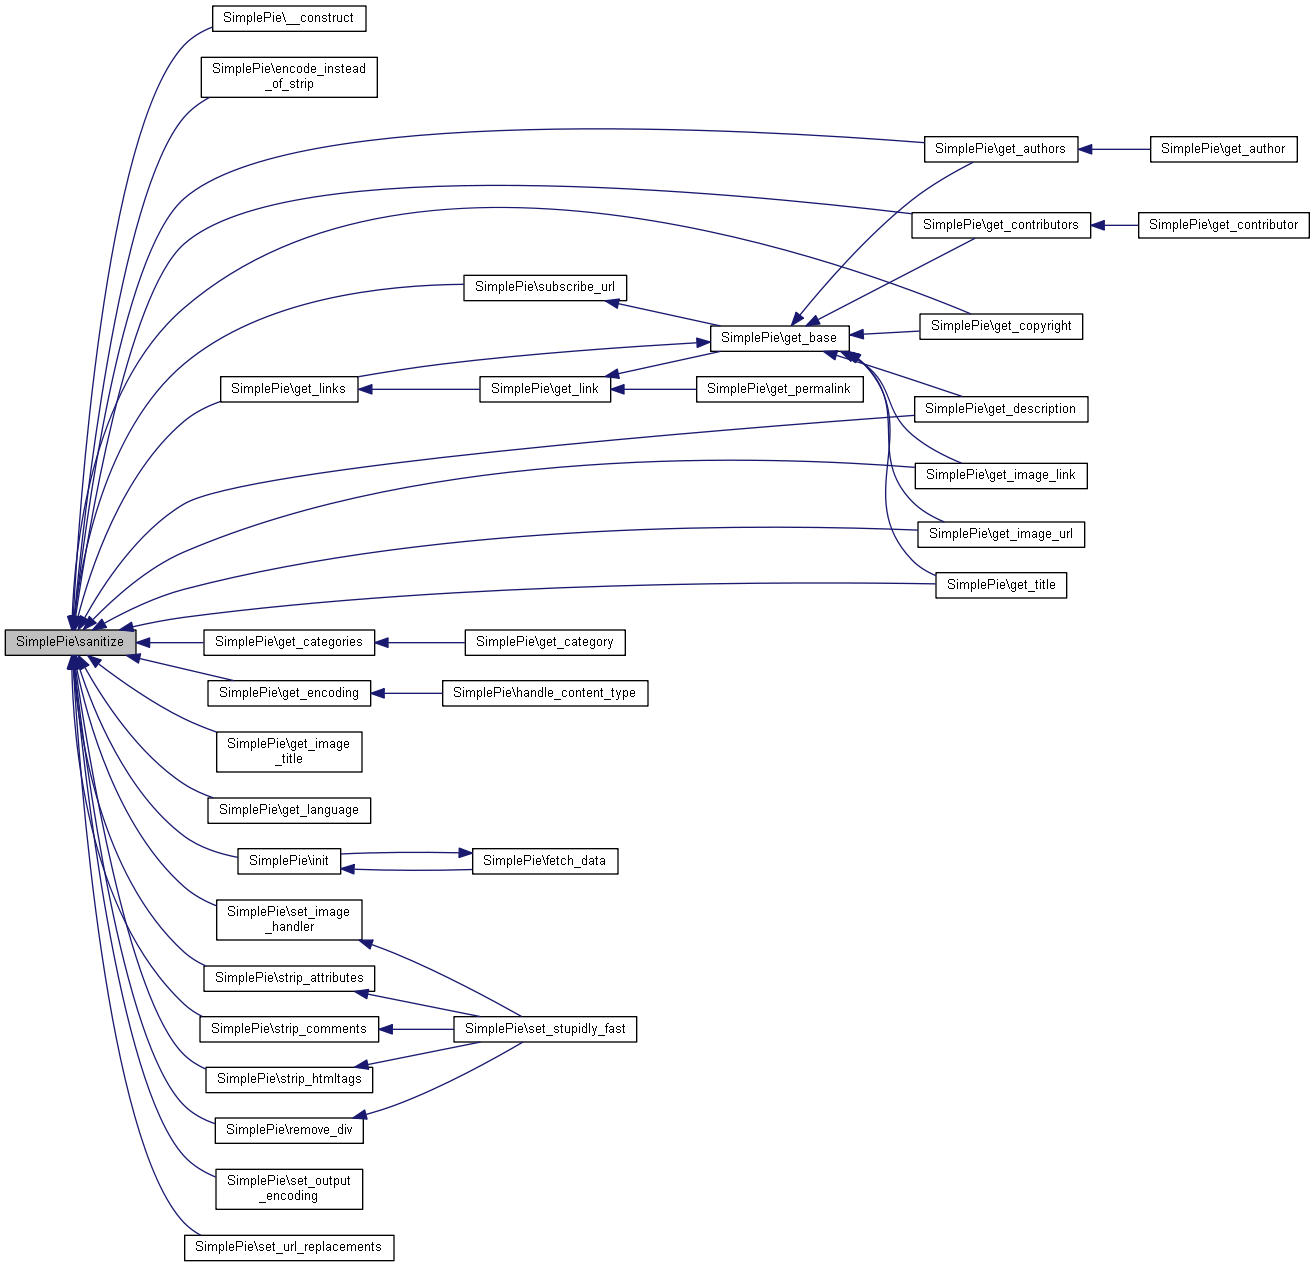 SimplePie\__construct
SimplePie\encode_instead
_of_strip
SimplePie\get_authors
SimplePie\get_author
SimplePie\get_contributors
SimplePie\get_contributor
SimplePie\subscribe_url
SimplePie\get_copyright
SimplePie\get_base
SimplePie\get_links
SimplePie\get_link
SimplePie\get_permalink
SimplePie\get_description
SimplePie\get_image_link
SimplePie\get_image_url
SimplePie\get_title
SimplePie\sanitize
SimplePie\get_categories
SimplePie\get_category
SimplePie\get_encoding
SimplePie\handle_content_type
SimplePie\get_image
_title
SimplePie\get_language
SimplePie\init
SimplePie\fetch_data
SimplePie\set_image
_handler
SimplePie\strip_attributes
SimplePie\strip_comments
SimplePie\set_stupidly_fast
SimplePie\strip_htmltags
SimplePie\remove_div
SimplePie\set_output
_encoding
SimplePie\set_url_replacements